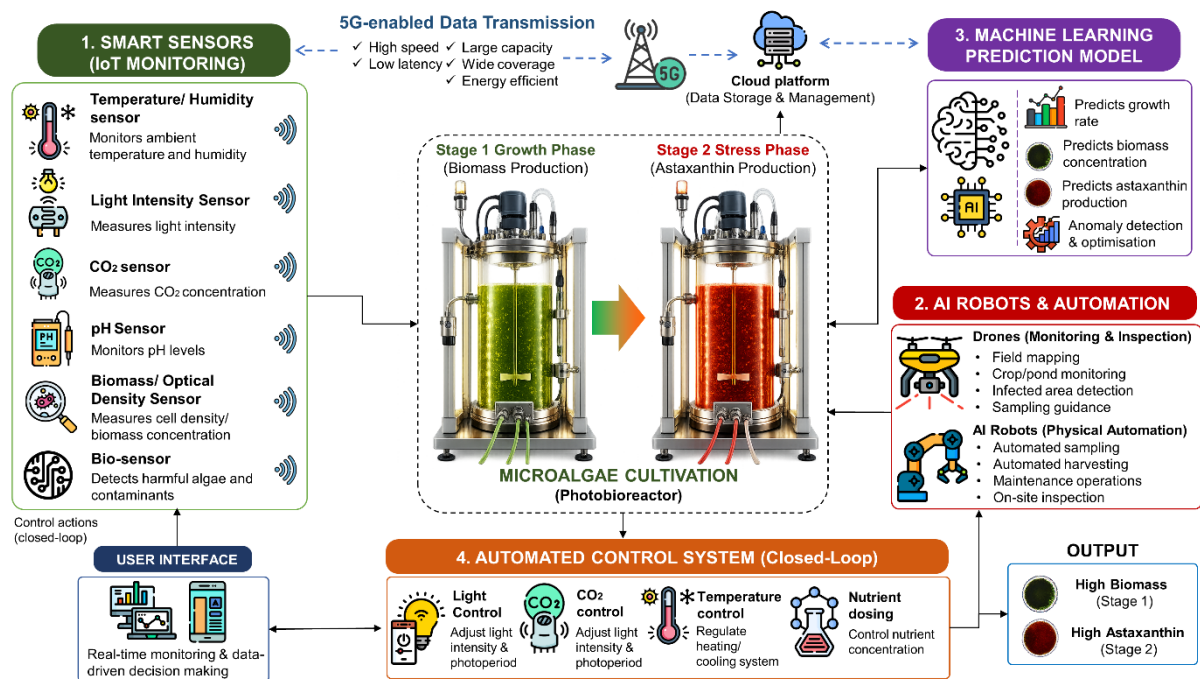 5G-enabled Data Transmission
✓ High speed
✓ Low latency
✓ Large capacity
✓ Wide coverage
✓ Energy efficient
5G
Cloud platform
(Data Storage & Management)
1. SMART SENSORS
(IoT MONITORING)
Temperature/ Humidity
sensor
Monitors ambient
temperature and humidity
Light Intensity Sensor
Measures light intensity
CO2
CO₂ sensor
Measures CO₂ concentration
PH
pH Sensor
Monitors pH levels
Biomass/ Optical
Density Sensor
Measures cell density/
biomass concentration
Bio-sensor
Detects harmful algae and
contaminants
Control actions
(closed-loop)
USER INTERFACE
Real-time monitoring & data-
driven decision making
Stage 1 Growth Phase
(Biomass Production)
Stage 2 Stress Phase
(Astaxanthin Production)
MICROALGAE CULTIVATION
(Photobioreactor)
3. MACHINE LEARNING
PREDICTION MODEL
AI
Predicts growth
rate
Predicts biomass
concentration
Predicts astaxanthin
production
Anomaly detection
& optimisation
2. AI ROBOTS & AUTOMATION
Drones (Monitoring & Inspection)
• Field mapping
• Crop/pond monitoring
• Infected area detection
• Sampling guidance
AI Robots (Physical Automation)
• Automated sampling
• Automated harvesting
• Maintenance operations
• On-site inspection
4. AUTOMATED CONTROL SYSTEM (Closed-Loop)
Light
Control
Adjust light
intensity &
photoperiod
CO2
CO₂
control
Adjust light
intensity &
photoperiod
Temperature
control
Regulate
heating/
cooling system
Nutrient
dosing
Control nutrient
concentration
OUTPUT
High Biomass
(Stage 1)
High Astaxanthin
(Stage 2)